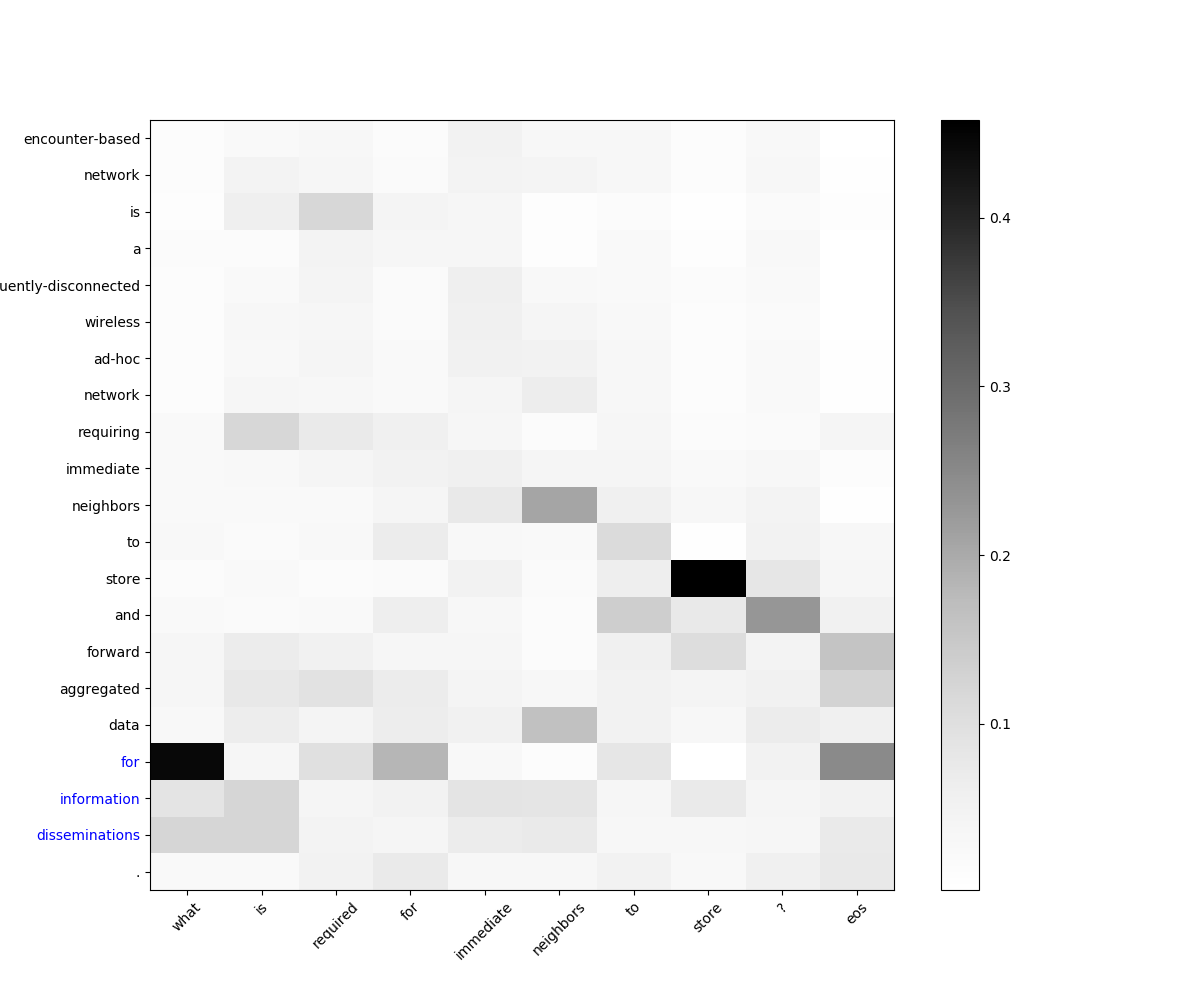 encounter-based
network
is
a
uently-disconnected
wireless
ad-hoc
network
requiring
immediate
neighbors
to
store
and
forward
aggregated
data
for
information
disseminations
.
what is required for immediate neighbors to store ? eos
0.4
0.3
0.2
0.1